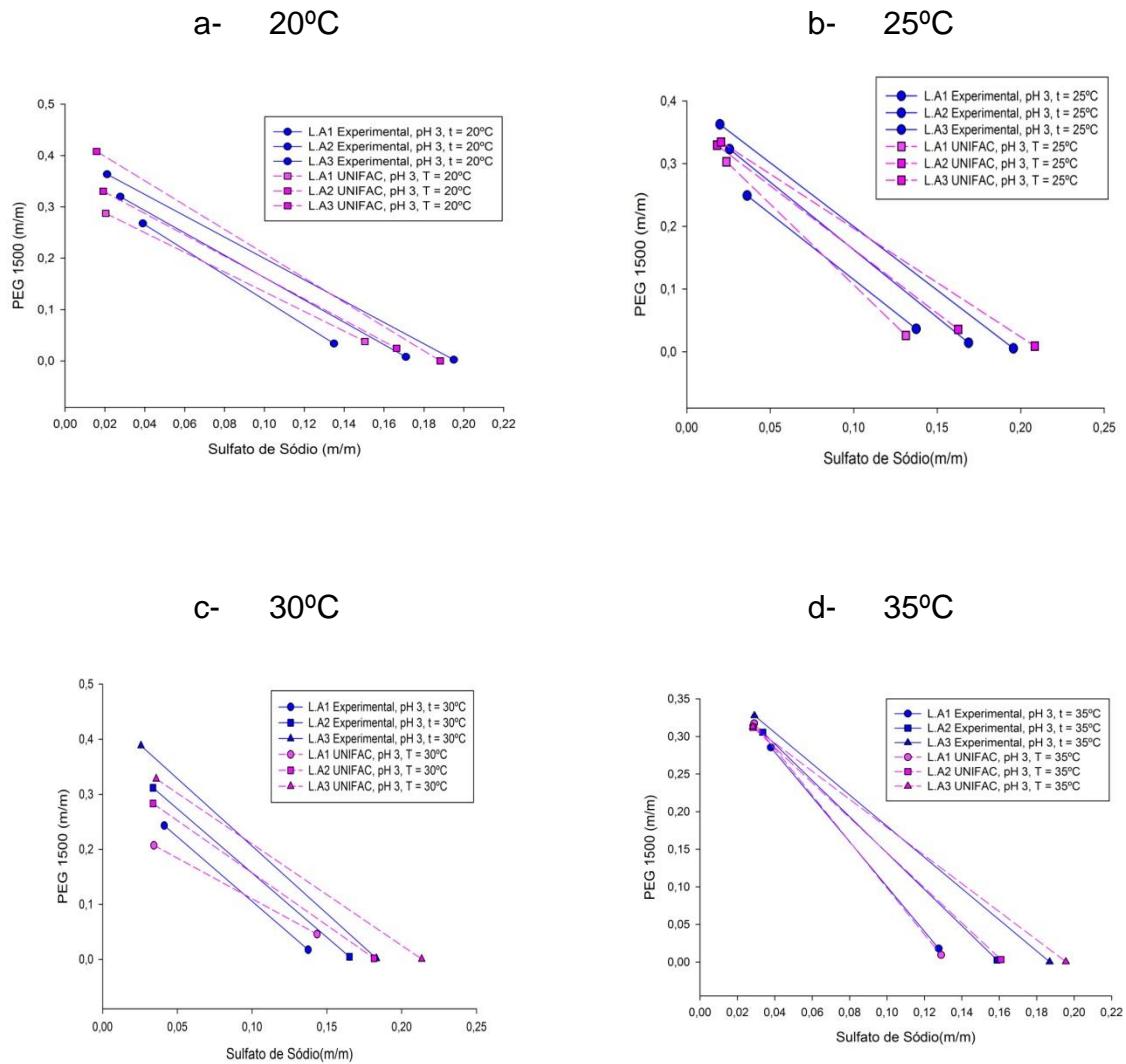 a- 20ºC
0,5
0,4
0,3
0,2
0,1
0,0
PEG 1500 (m/m)
L.A1 Experimental, pH 3, t = 20ºC
L.A2 Experimental, pH 3, t = 20ºC
L.A3 Experimental, pH 3, t = 20ºC
L.A1 UNIFAC, pH 3, T = 20ºC
L.A2 UNIFAC, pH 3, T = 20ºC
L.A3 UNIFAC, pH 3, T = 20ºC
0,00 0,02 0,04 0,06 0,08 0,10 0,12 0,14 0,16 0,18 0,20 0,22
Sulfato de Sódio (m/m)
b- 25ºC
0,4
0,3
0,2
0,1
0,0
PEG 1500 (m/m)
L.A1 Experimental, pH 3, t = 25ºC
L.A2 Experimental, pH 3, t = 25ºC
L.A3 Experimental, pH 3, t = 25ºC
L.A1 UNIFAC, pH 3, T = 25ºC
L.A2 UNIFAC, pH 3, T = 25ºC
L.A3 UNIFAC, pH 3, T = 25ºC
0,00 0,05 0,10 0,15 0,20 0,25
Sulfato de Sódio(m/m)
c- 30ºC
0,5
0,4
0,3
0,2
0,1
0,0
PEG 1500 (m/m)
L.A1 Experimental, pH 3, t = 30ºC
L.A2 Experimental, pH 3, t = 30ºC
L.A3 Experimental, pH 3, t = 30ºC
L.A1 UNIFAC, pH 3, T = 30ºC
L.A2 UNIFAC, pH 3, T = 30ºC
L.A3 UNIFAC, pH 3, T = 30ºC
0,00 0,05 0,10 0,15 0,20 0,25
Sulfato de Sódio(m/m)
d- 35ºC
0,35
0,30
0,25
0,20
0,15
0,10
0,05
0,00
PEG 1500 (m/m)
L.A1 Experimental, pH 3, t = 35ºC
L.A2 Experimental, pH 3, t = 35ºC
L.A3 Experimental, pH 3, t = 35ºC
L.A1 UNIFAC, pH 3, T = 35ºC
L.A2 UNIFAC, pH 3, T = 35ºC
L.A3 UNIFAC, pH 3, T = 35ºC
0,00 0,02 0,04 0,06 0,08 0,10 0,12 0,14 0,16 0,18 0,20 0,22
Sulfato de Sódio(m/m)